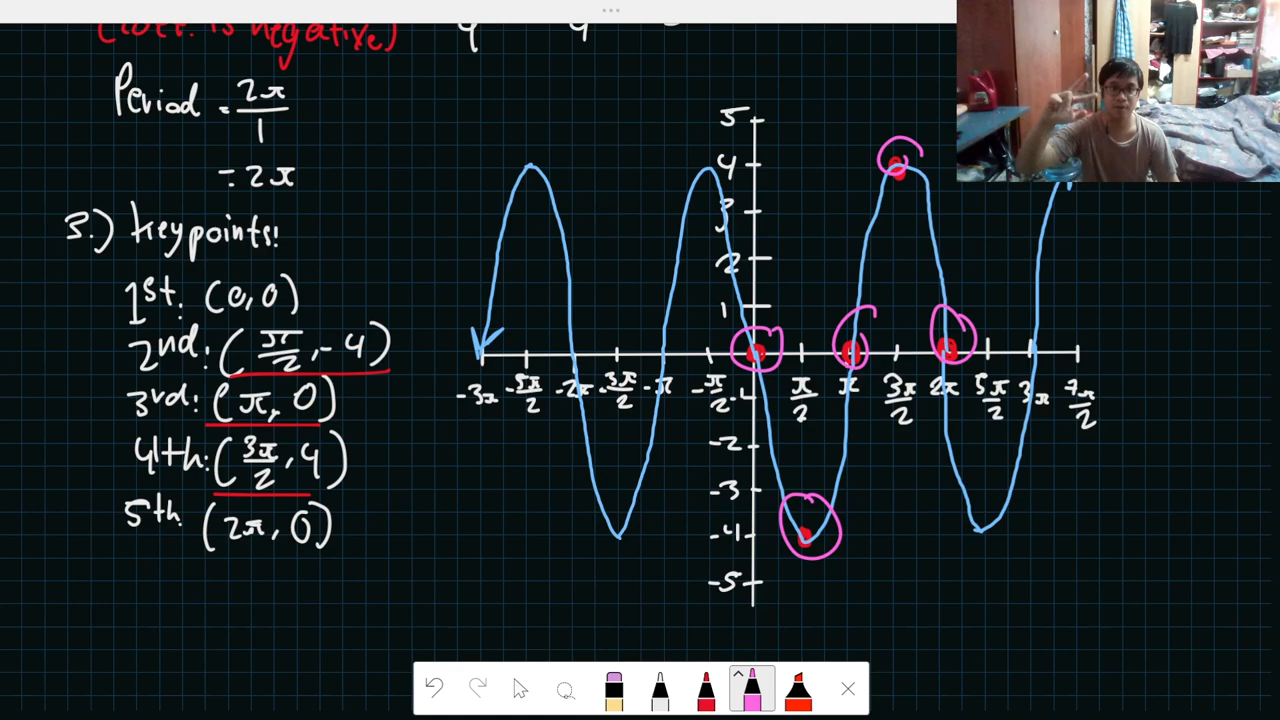 (    is negative)
Period = 2π/1
= 2π
3.) Keypoints:
1st: (0,0)
2nd: (π/2, -4)
3rd: (π, 0)
4th: (3π/2, 4)
5th: (2π, 0)
5
4
3
2
1
-3π -5π/2 -2π -3π/2 -π -π/2 π/2 π 3π/2 2π 5π/2 3π 7π/2
-1
-2
-3
-4
-5